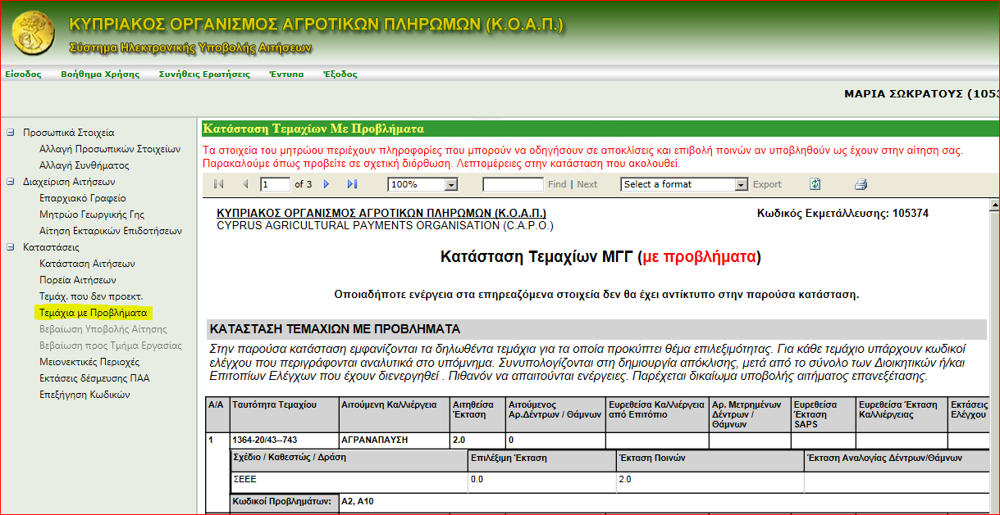 ΚΥΠΡΙΑΚΟΣ ΟΡΓΑΝΙΣΜΟΣ ΑΓΡΟΤΙΚΩΝ ΠΛΗΡΩΜΩΝ (Κ.Ο.Α.Π.)
Σύστημα Ηλεκτρονικής Υποβολής Αιτήσεων
Είσοδος Βοήθημα Χρήσης Συνήθεις Ερωτήσεις Έντυπα Έξοδος
ΜΑΡΙΑ ΣΩΚΡΑΤΟΥΣ (1053
Προσωπικά Στοιχεία
Αλλαγή Προσωπικών Στοιχείων
Αλλαγή Συνθήματος
Διαχείριση Αιτήσεων
Επαρχιακό Γραφείο
Μητρώο Γεωργικής Γης
Αίτηση Εκταρικών Επιδοτήσεων
Καταστάσεις
Κατάσταση Αιτήσεων
Πορεία Αιτήσεων
Τεμάχ. που δεν προεκτ.
Τεμάχια με Προβλήματα
Βεβαίωση Υποβολής Αίτησης
Βεβαίωση προς Τμήμα Εργασίας
Μειονεκτικές Περιοχές
Εκτάσεις δέσμευσης ΠΑΑ
Επεξήγηση Κωδικών
Κατάσταση Τεμαχίων Με Προβλήματα
Τα στοιχεία του μητρώου περιέχουν πληροφορίες που μπορούν να οδηγήσουν σε αποκλίσεις και επιβολή ποινών αν υποβληθούν ως έχουν στην αίτηση σας.
Παρακαλούμε όπως προβείτε σε σχετική διόρθωση. Λεπτομέρειες στην κατάσταση που ακολουθεί.
1 of 3 100% Find | Next Select a format Export
ΚΥΠΡΙΑΚΟΣ ΟΡΓΑΝΙΣΜΟΣ ΑΓΡΟΤΙΚΩΝ ΠΛΗΡΩΜΩΝ (Κ.Ο.Α.Π.) Κωδικός Εκμετάλλευσης: 105374
CYPRUS AGRICULTURAL PAYMENTS ORGANISATION (C.A.P.O.)
Κατάσταση Τεμαχίων ΜΓΓ (με προβλήματα)
Οποιαδήποτε ενέργεια στα επηρεαζόμενα στοιχεία δεν θα έχει αντίκτυπο στην παρούσα κατάσταση.
ΚΑΤΑΣΤΑΣΗ ΤΕΜΑΧΙΩΝ ΜΕ ΠΡΟΒΛΗΜΑΤΑ
Στην παρούσα κατάσταση εμφανίζονται τα δηλωθέντα τεμάχια για τα οποία προκύπτει θέμα επιλεξιμότητας. Για κάθε τεμάχιο υπάρχουν κωδικοί
ελέγχου που περιγράφονται αναλυτικά στο υπόμνημα. Συνυπολογίζονται στη δημιουργία απόκλισης, μετά από το σύνολο των Διοικητικών ή/και
Επιτοπίων Ελέγχων που έχουν διενεργηθεί . Πιθανόν να απαιτούνται ενέργειες. Παρέχεται δικαίωμα υποβολής αιτήματος επανεξέτασης.
Α/Α Ταυτότητα Τεμαχίου Αιτούμενη Καλλιέργεια Αιτηθείσα Έκταση Αιτούμενος Αρ.Δέντρων / Θάμνων Ευρεθείσα Καλλιέργεια από Επιτόπιο Αρ. Μετρημένων Δέντρων / Θάμνων Ευρεθείσα Έκταση SAPS Ευρεθείσα Έκταση Καλλιέργειας Εκτάσεις Ελέγχου
1 1364-20/43--743 ΑΓΡΑΝΑΠΑΥΣΗ 2.0 0
Σχέδιο / Καθεστώς / Δράση Επιλέξιμη Έκταση Έκταση Ποινών Έκταση Αναλογίας Δέντρων/Θάμνων
ΣΕΕΕ 0.0 2.0
Κωδικοί Προβλημάτων: Α2, Α10